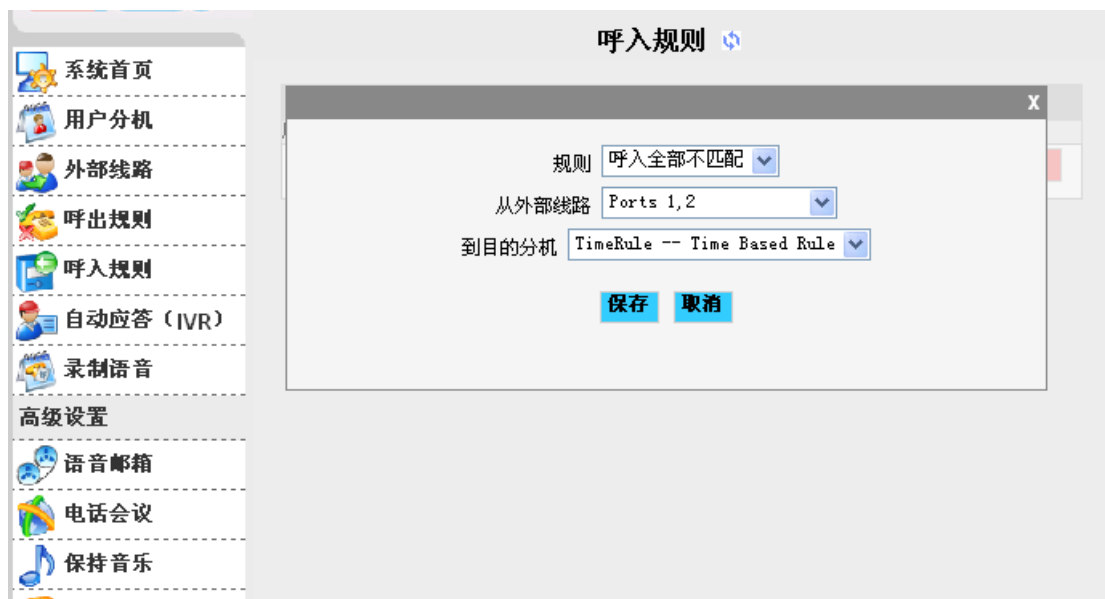 呼入规则
系统首页
用户分机
外部线路
呼出规则
呼入规则
自动应答（IVR）
录制语音
高级设置
语音邮箱
电话会议
保持音乐
X
规则 呼入全部不匹配
从外部线路 Ports 1,2
到目的分机 TimeRule -- Time Based Rule
保存 取消